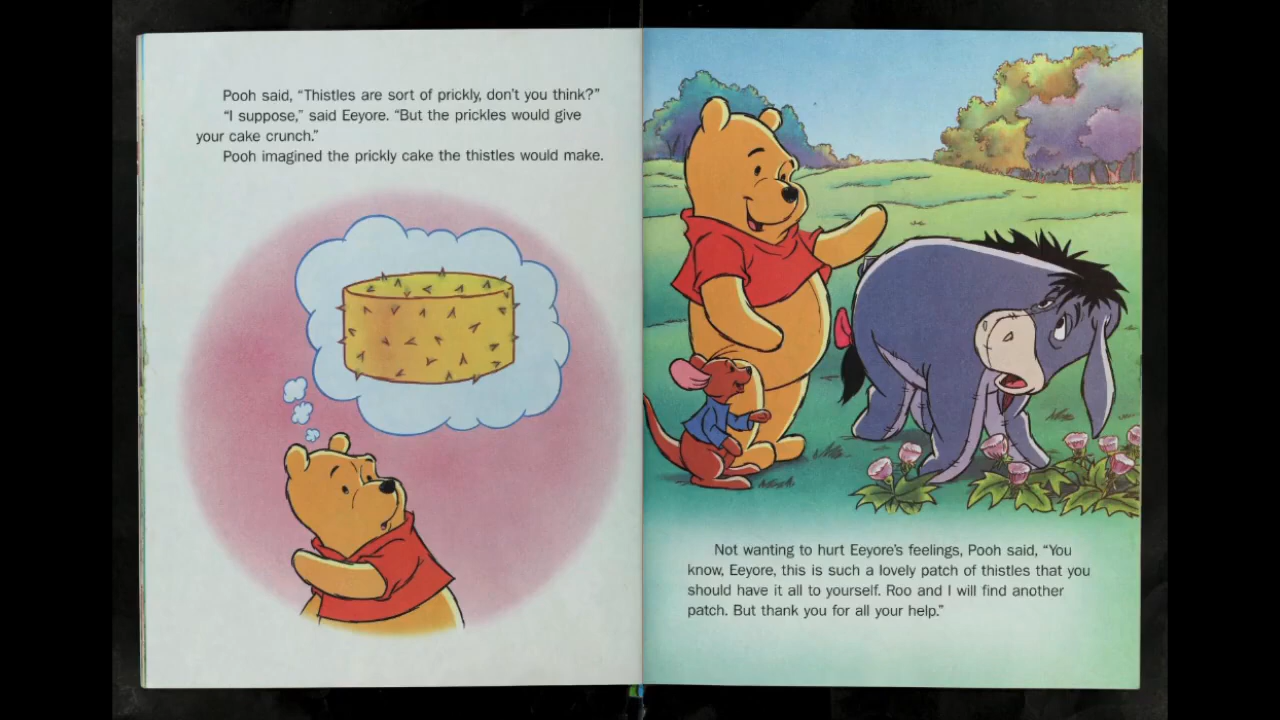 Pooh said, “Thistles are sort of prickly, don’t you think?”
“I suppose,” said Eeyore. “But the prickles would give
your cake crunch.”
Pooh imagined the prickly cake the thistles would make.
Not wanting to hurt Eeyore’s feelings, Pooh said, “You
know, Eeyore, this is such a lovely patch of thistles that you
should have it all to yourself. Roo and I will find another
patch. But thank you for all your help.”